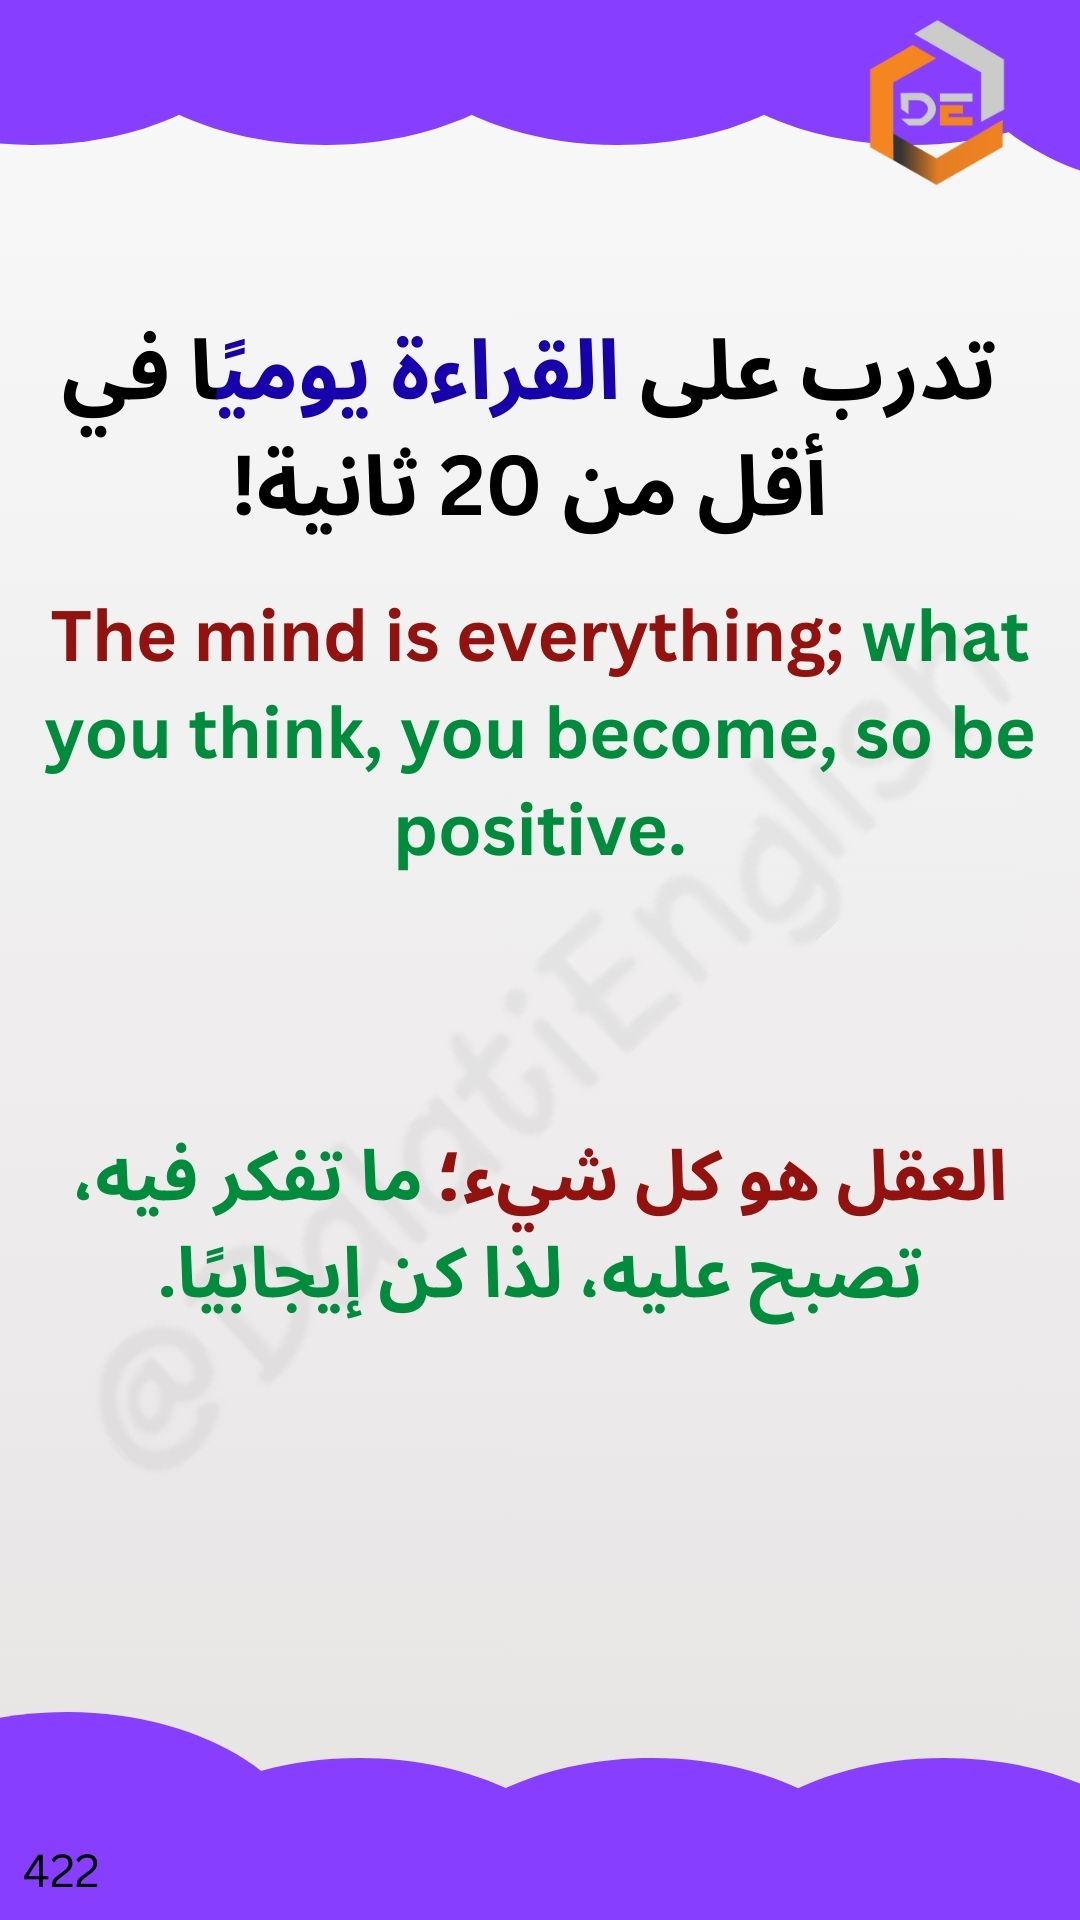 DE
تدرب على القراءة يوميًا في
أقل من 20 ثانية!
The mind is everything; what
you think, you become, so be
positive.
@DalatiEnglish
العقل هو كل شيء؛ ما تفكر فيه،
تصبح عليه، لذا كن إيجابيًا.
422